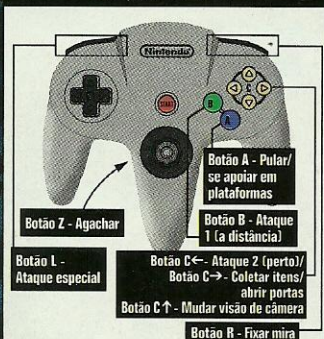 Nintendo
START
B
C
A
Botão A - Pular/
se apoiar em
plataformas
Botão Z - Agachar
Botão B - Ataque
1 (a distância)
Botão L -
Ataque especial
Botão C← - Ataque 2 (perto)/
Botão C→ - Coletar itens/
abrir portas
Botão C↑ - Mudar visão de câmera
Botão R - Fixar mira